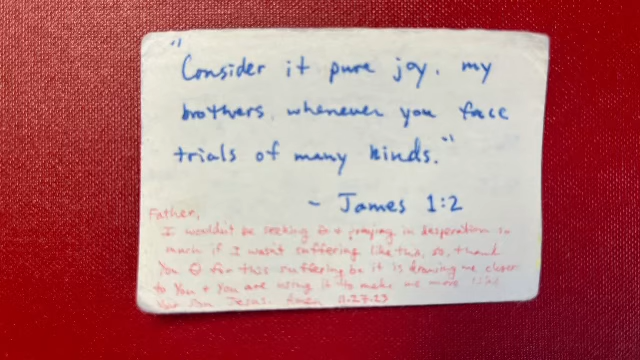 "Consider it pure joy, my
brothers, whenever you face
trials of many kinds."
~ James 1:2
Father,
I wouldn't be seeking + praying in desperation so
much if I wasn't suffering like this, so, thank
You for this suffering bc it is drawing me closer
to You + You are using it to make me more like
Your Son Jesus. Amen 9.27.23